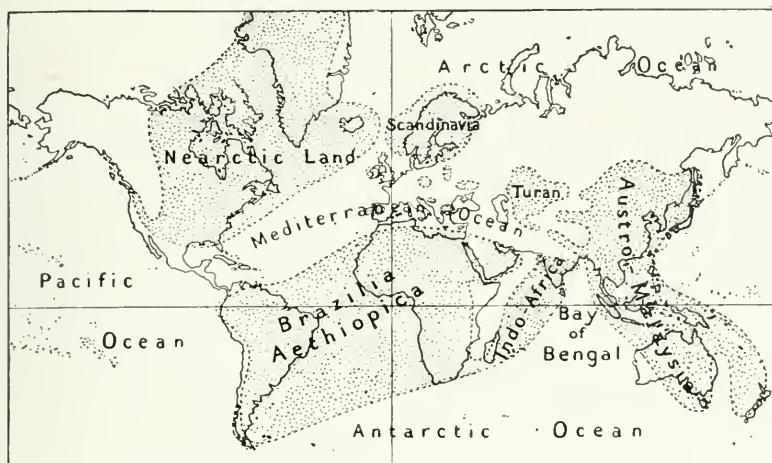 Arctic Ocean
Scandinavia
Nearctic Land
Turan
Mediterranean Ocean
Austro-Malaysia
Pacific
Ocean
Brazilia
Aethiopica
Indo-Africa
Bay
of
Bengal
Antarctic Ocean